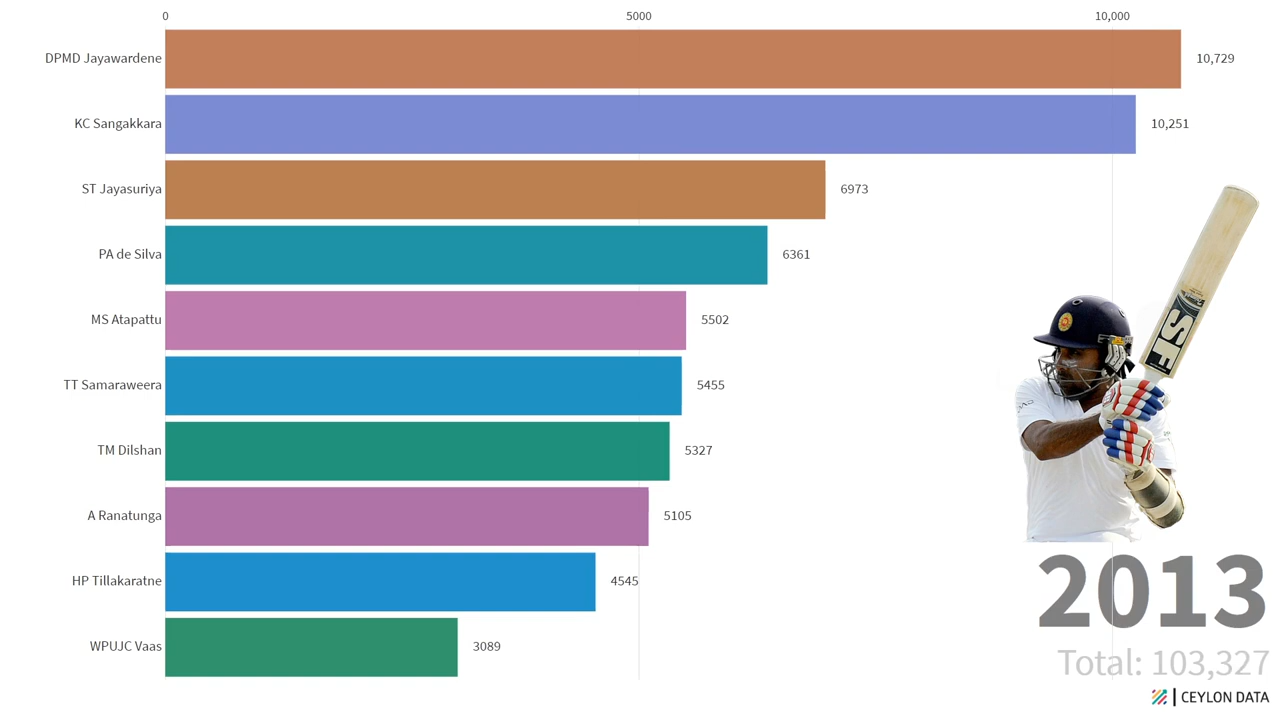 0 5000 10,000
DPMD Jayawardene 10,729
KC Sangakkara 10,251
ST Jayasuriya 6973
PA de Silva 6361
MS Atapattu 5502
TT Samaraweera 5455
TM Dilshan 5327
A Ranatunga 5105
HP Tillakaratne 4545
WPUJC Vaas 3089
SF
2013
Total: 103,327
CEYLON DATA